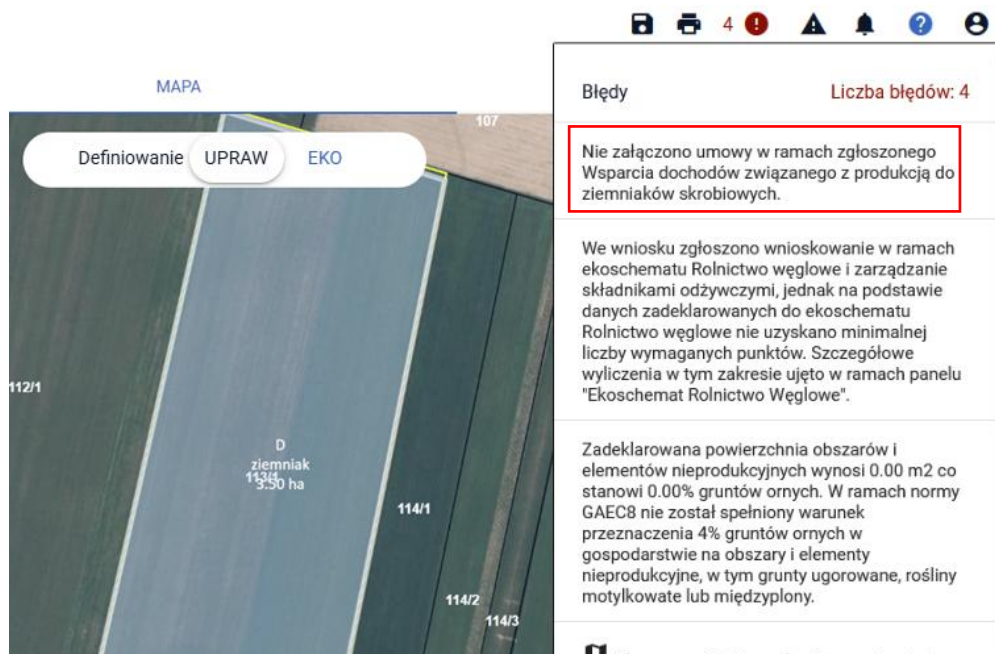 4
MAPA
Definiowanie UPRAW EKO
107
112/1
D
ziemniak
113/1
3.50 ha
114/1
114/2
114/3
Błędy
Liczba błędów: 4
Nie załączono umowy w ramach zgłoszonego
Wsparcia dochodów związanego z produkcją do
ziemniaków skrobiowych.
We wniosku zgłoszono wnioskowanie w ramach
ekoschematu Rolnictwo węglowe i zarządzanie
składnikami odżywczymi, jednak na podstawie
danych zadeklarowanych do ekoschematu
Rolnictwo węglowe nie uzyskano minimalnej
liczby wymaganych punktów. Szczegółowe
wyliczenia w tym zakresie ujęto w ramach panelu
"Ekoschemat Rolnictwo Węglowe".
Zadeklarowana powierzchnia obszarów i
elementów nieprodukcyjnych wynosi 0.00 m2 co
stanowi 0.00% gruntów ornych. W ramach normy
GAEC8 nie został spełniony warunek
przeznaczenia 4% gruntów ornych w
gospodarstwie na obszary i elementy
nieprodukcyjne, w tym grunty ugorowane, rośliny
motylkowate lub międzyplony.